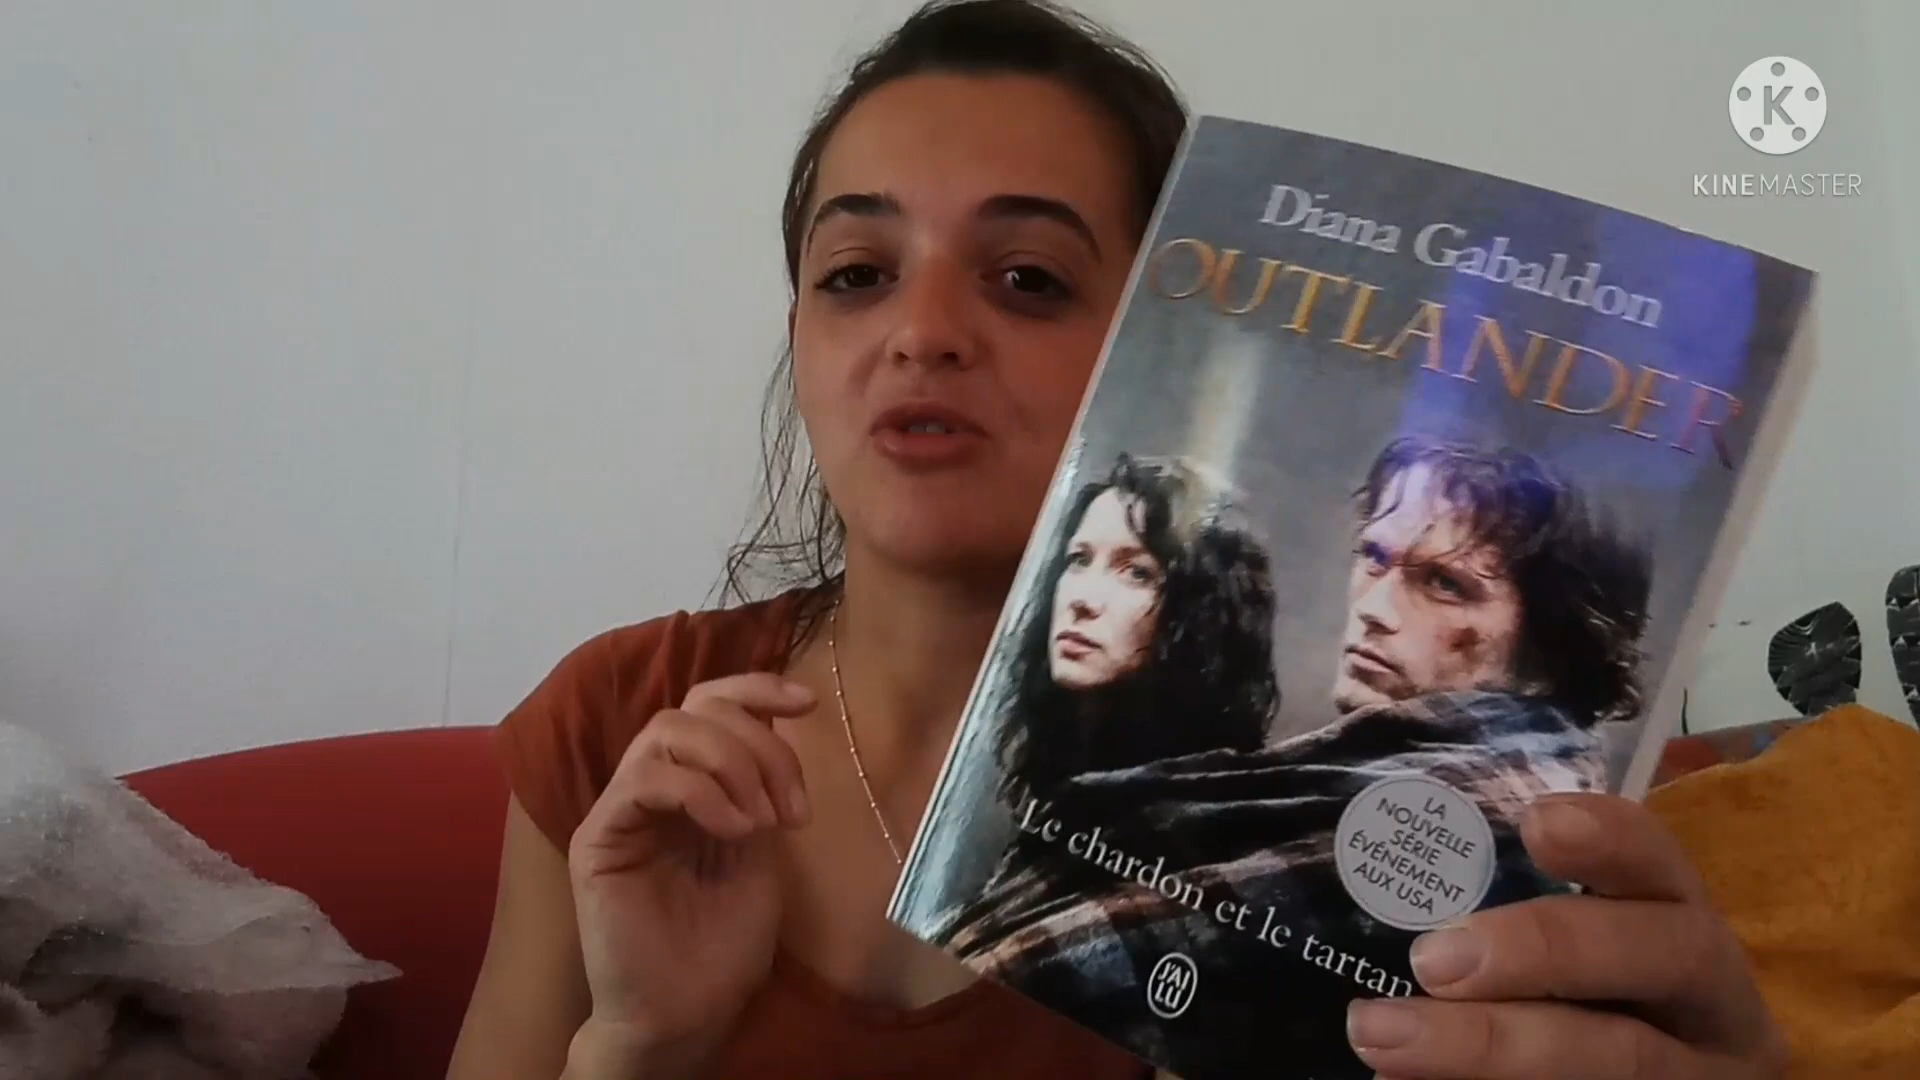 K
KINEMASTER
Diana Gabaldon
OUTLANDER
LA
NOUVELLE
SÉRIE
ÉVÉNEMENT
AUX USA
Le chardon et le tartan
J'AI
LU